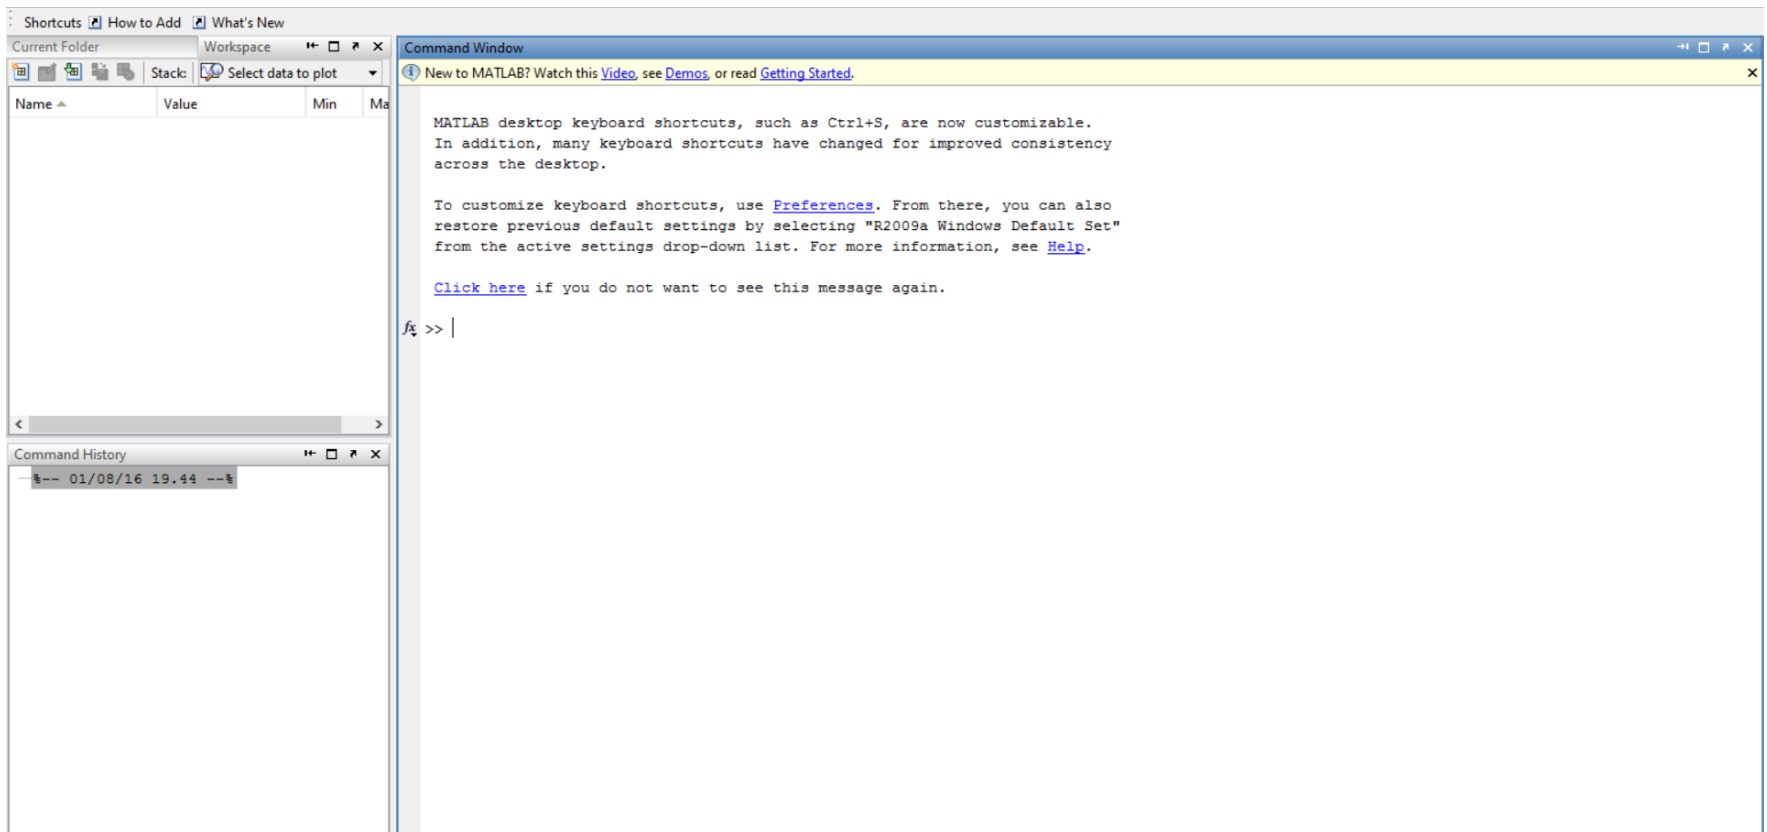 Shortcuts How to Add What's New
Current Folder Workspace
Stack: Select data to plot
Name Value Min Ma
Command History
%-- 01/08/16 19.44 --%
Command Window
New to MATLAB? Watch this Video, see Demos, or read Getting Started.
MATLAB desktop keyboard shortcuts, such as Ctrl+S, are now customizable.
In addition, many keyboard shortcuts have changed for improved consistency
across the desktop.
To customize keyboard shortcuts, use Preferences. From there, you can also
restore previous default settings by selecting "R2009a Windows Default Set"
from the active settings drop-down list. For more information, see Help.
Click here if you do not want to see this message again.
fx >>